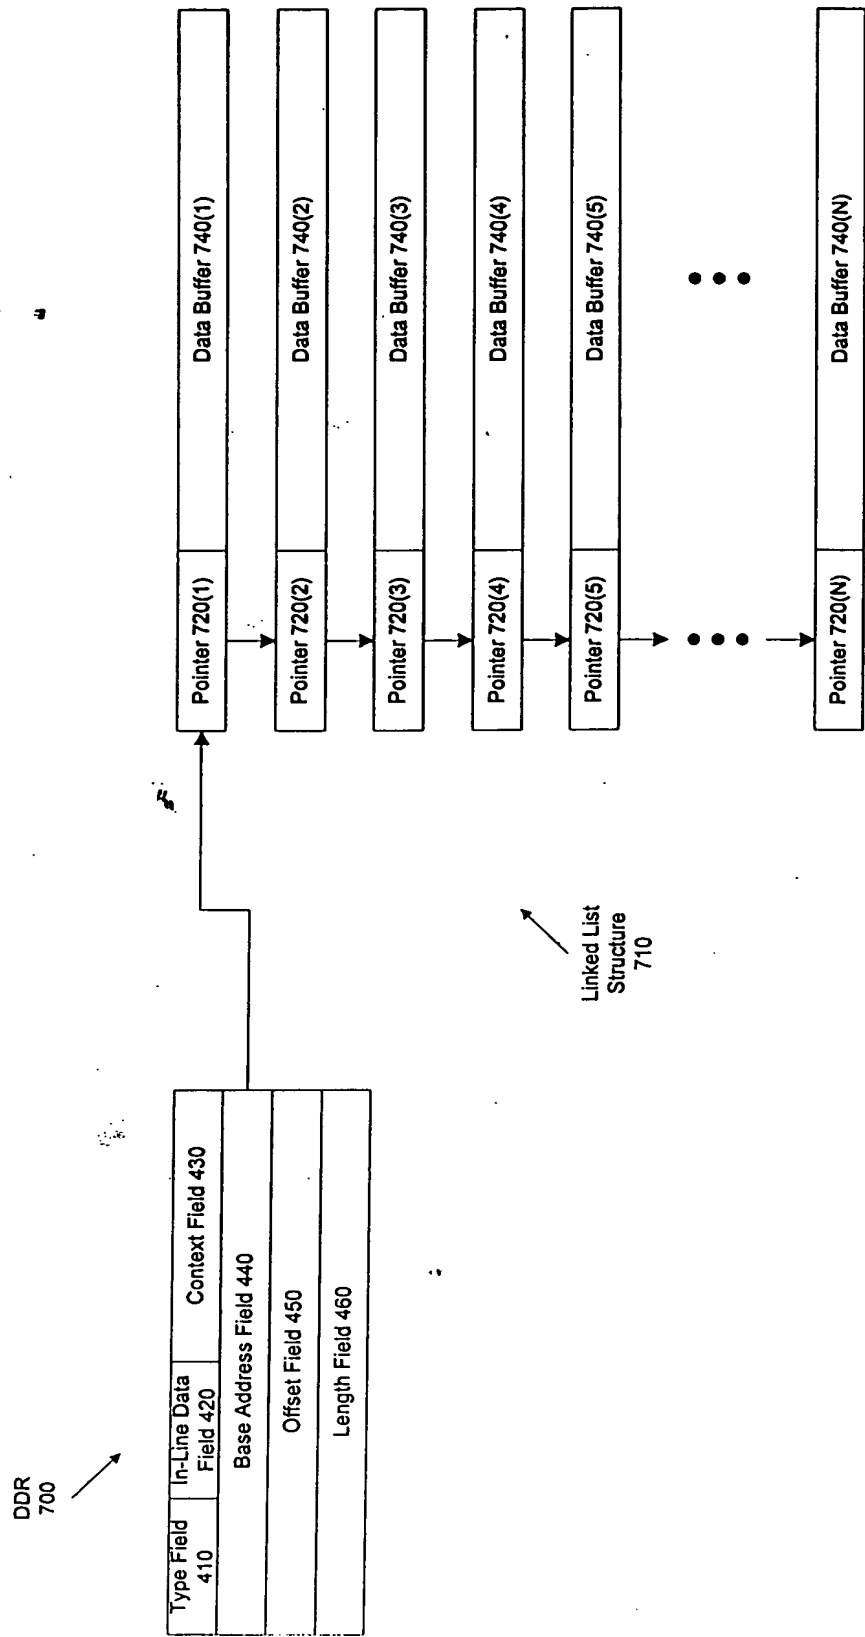 DDR
700
Type Field
410
In-Line Data
Field 420
Context Field 430
Base Address Field 440
Offset Field 450
Length Field 460
Linked List
Structure
710
Pointer 720(1)
Data Buffer 740(1)
Pointer 720(2)
Data Buffer 740(2)
Pointer 720(3)
Data Buffer 740(3)
Pointer 720(4)
Data Buffer 740(4)
Pointer 720(5)
Data Buffer 740(5)
Pointer 720(N)
Data Buffer 740(N)